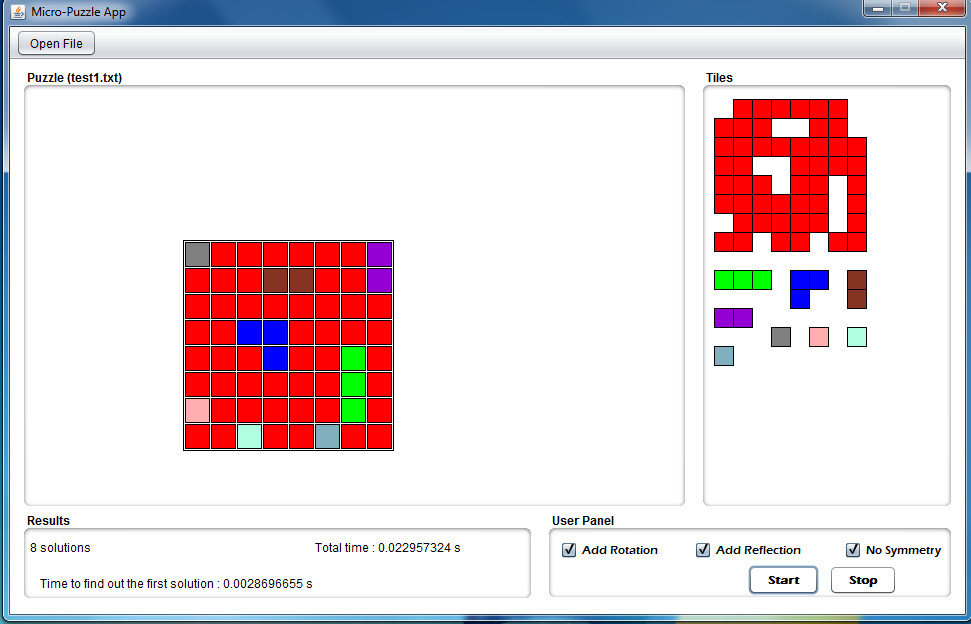 Micro-Puzzle App
Open File
Puzzle (test1.txt)
Tiles
Results
8 solutions
Total time : 0.022957324 s
Time to find out the first solution : 0.0028696655 s
User Panel
Add Rotation
Add Reflection
No Symmetry
Start
Stop